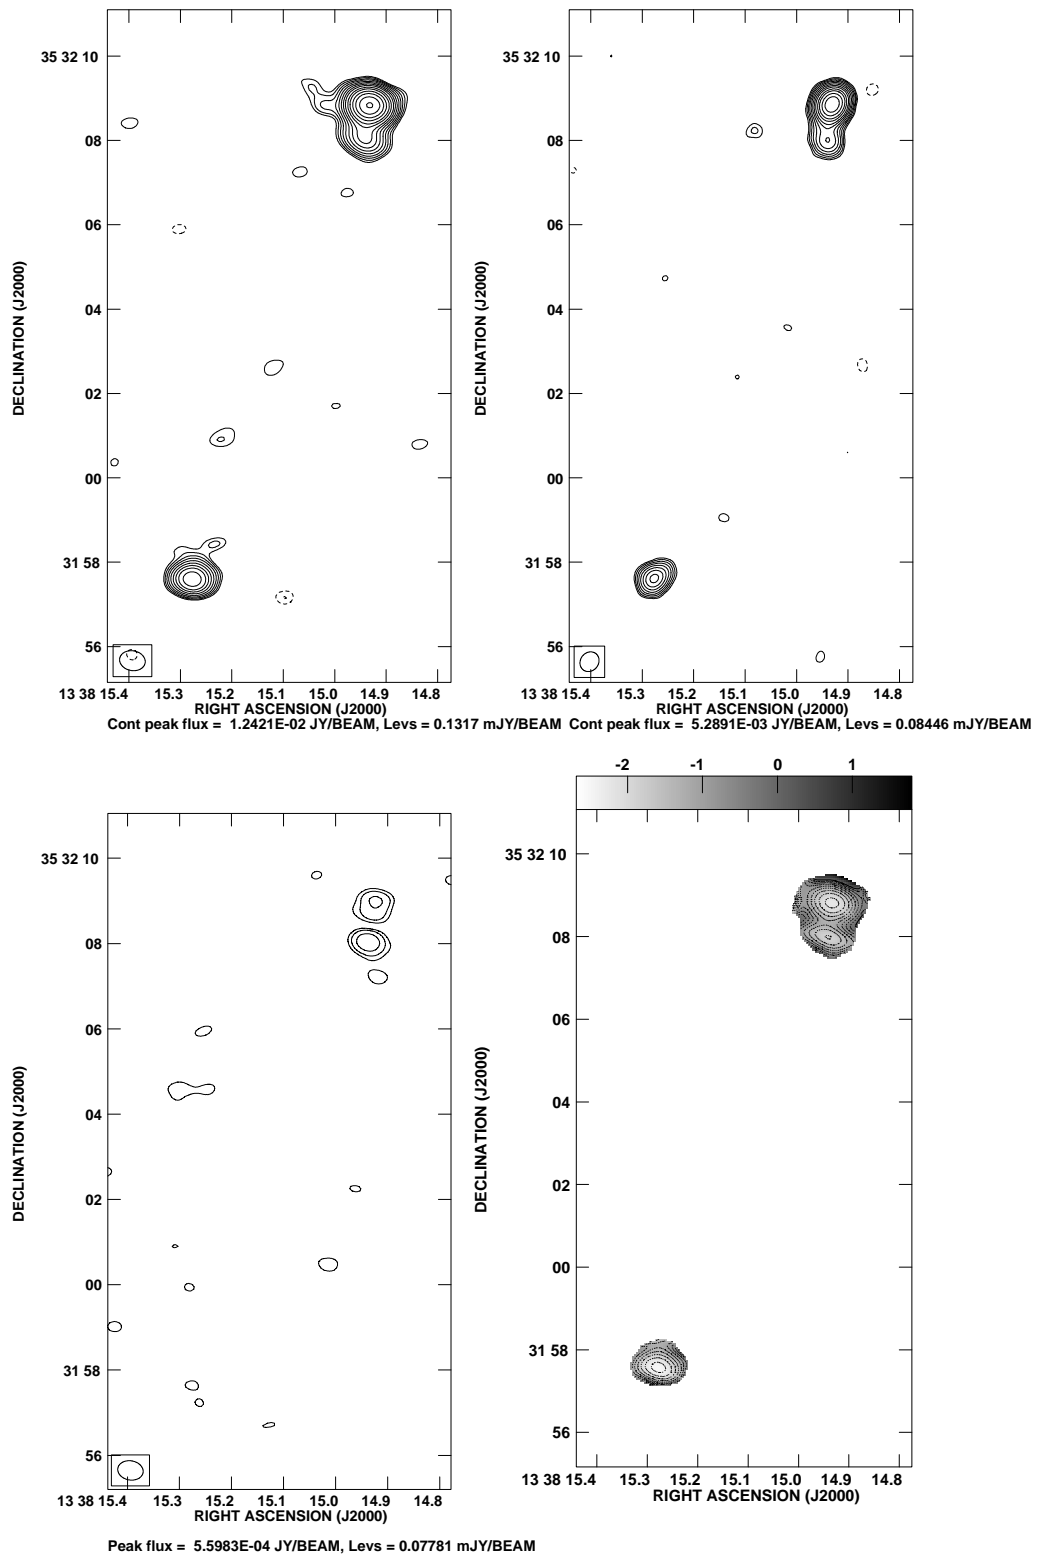 35 32 10
08
06
04
02
00
31 58
56
DECLINATION (J2000)
13 38 15.4 15.3 15.2 15.1 15.0 14.9 14.8
RIGHT ASCENSION (J2000)
Cont peak flux = 1.2421E-02 JY/BEAM, Levs = 0.1317 mJY/BEAM
35 32 10
08
06
04
02
00
31 58
56
DECLINATION (J2000)
13 38 15.4 15.3 15.2 15.1 15.0 14.9 14.8
RIGHT ASCENSION (J2000)
Cont peak flux = 5.2891E-03 JY/BEAM, Levs = 0.08446 mJY/BEAM
35 32 10
08
06
04
02
00
31 58
56
DECLINATION (J2000)
13 38 15.4 15.3 15.2 15.1 15.0 14.9 14.8
RIGHT ASCENSION (J2000)
Peak flux = 5.5983E-04 JY/BEAM, Levs = 0.07781 mJY/BEAM
-2 -1 0 1
35 32 10
08
06
04
02
00
31 58
56
DECLINATION (J2000)
13 38 15.4 15.3 15.2 15.1 15.0 14.9 14.8
RIGHT ASCENSION (J2000)